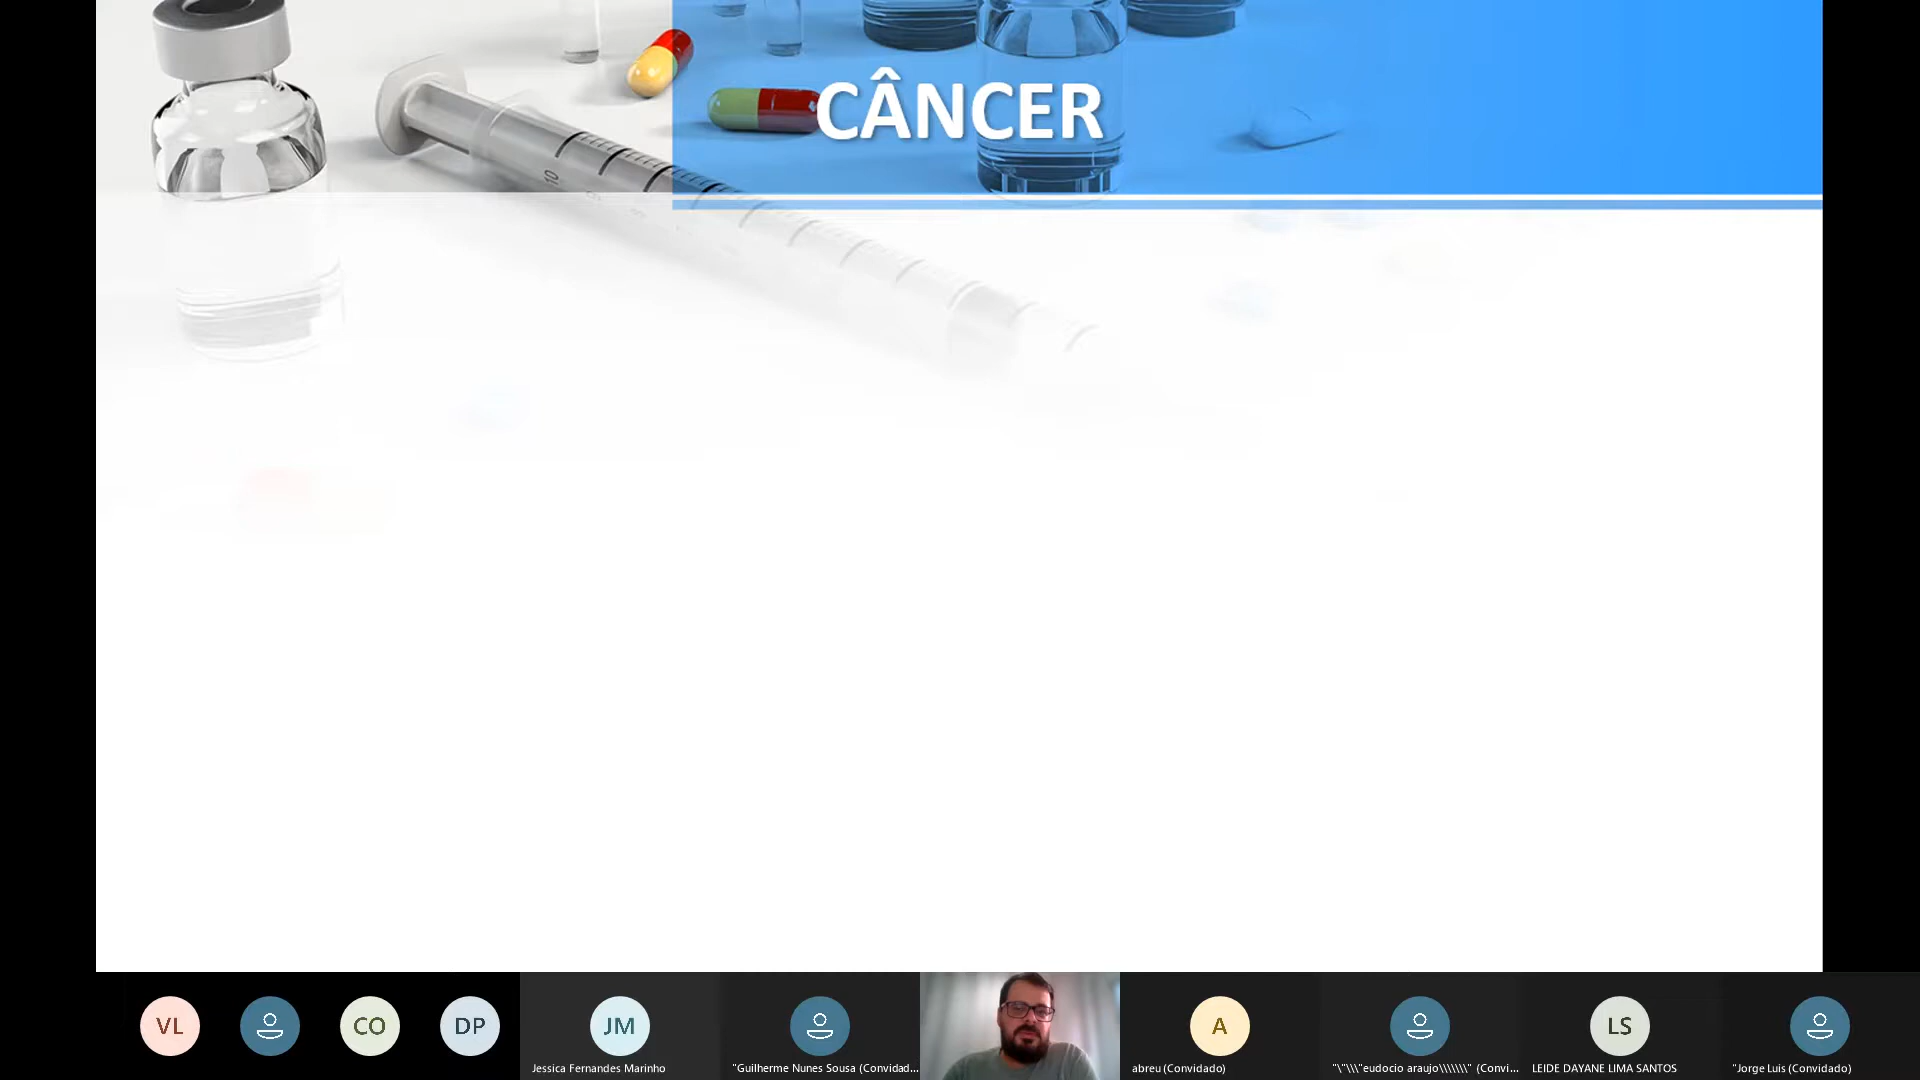 CÂNCER
10
VL
CO
DP
JM
A
LS
Jessica Fernandes Marinho
"Guilherme Nunes Sousa (Convidad...
abreu (Convidado)
"\"\\\"eudocio araujo\\\\\\\" (Convi...
LEIDE DAYANE LIMA SANTOS
"Jorge Luis (Convidado)